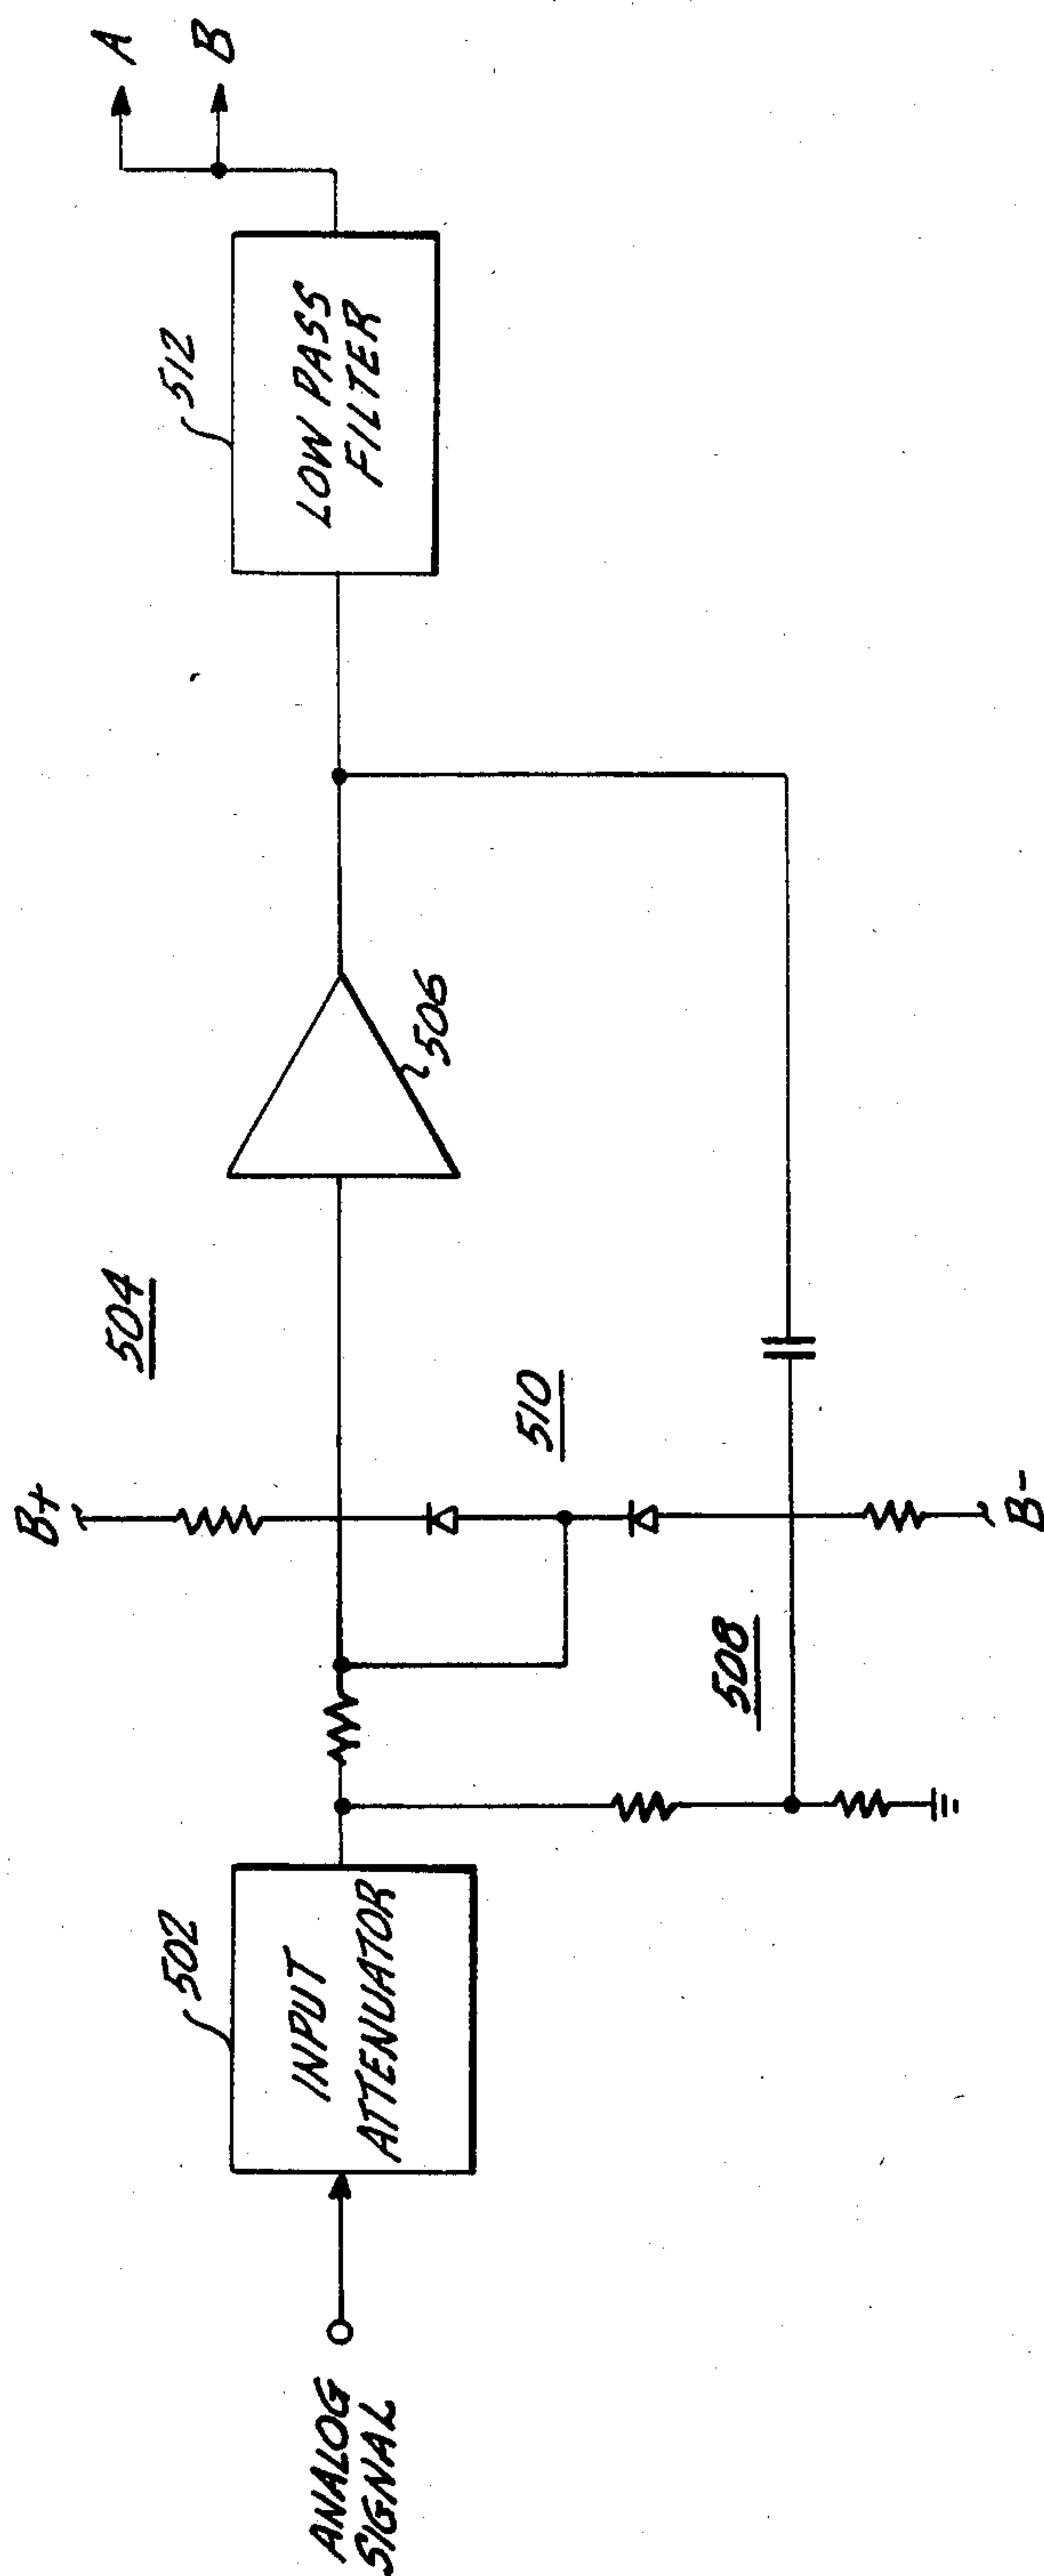 ANALOG
SIGNAL
502
INPUT
ATTENUATOR
508
B+
B-
510
504
506
512
LOW PASS
FILTER
A
B